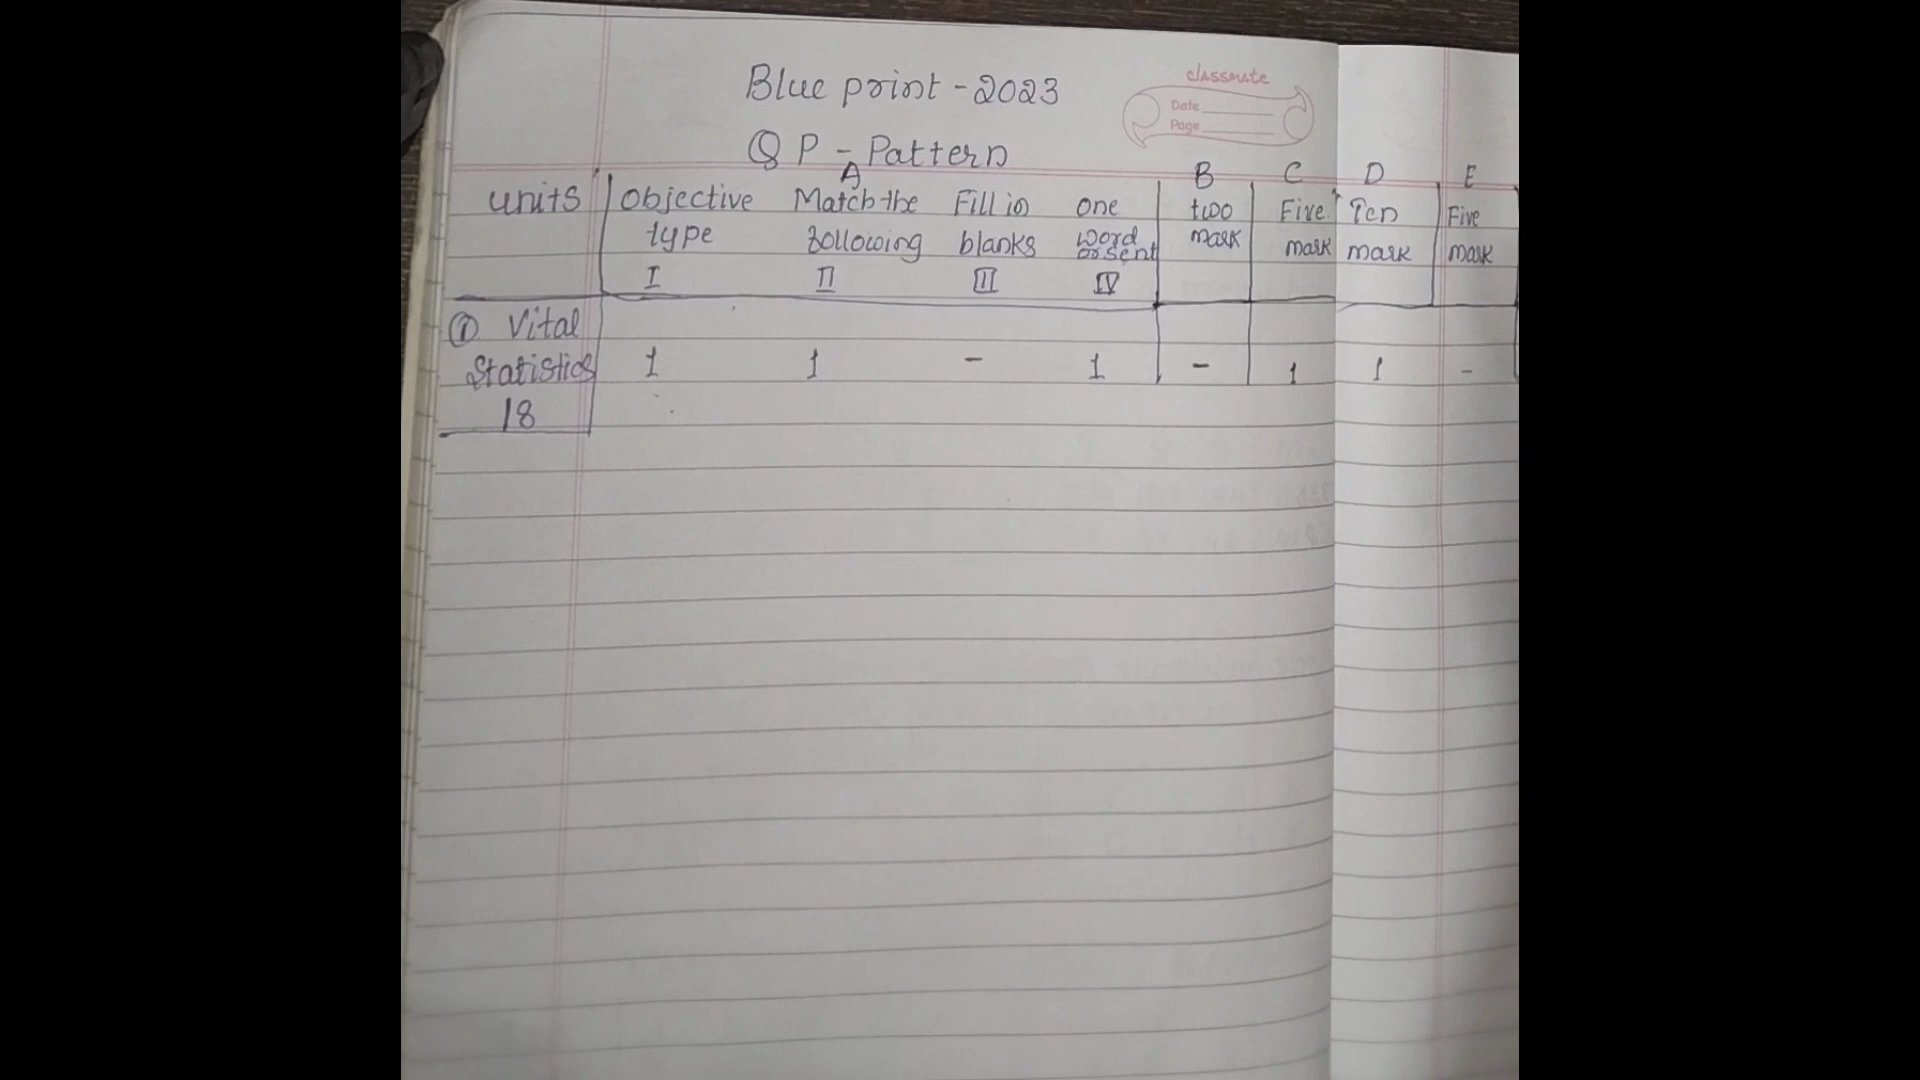 Blue print - 2023
classmate
Date
Page
QP - Pattern
A B C D E
units Objective Match the Fill in one two Five Ten Five
type following blanks word or sent mark mark mark mark
I II III IV
① Vital
Statistics 1 1 - 1 - 1 1 -
18